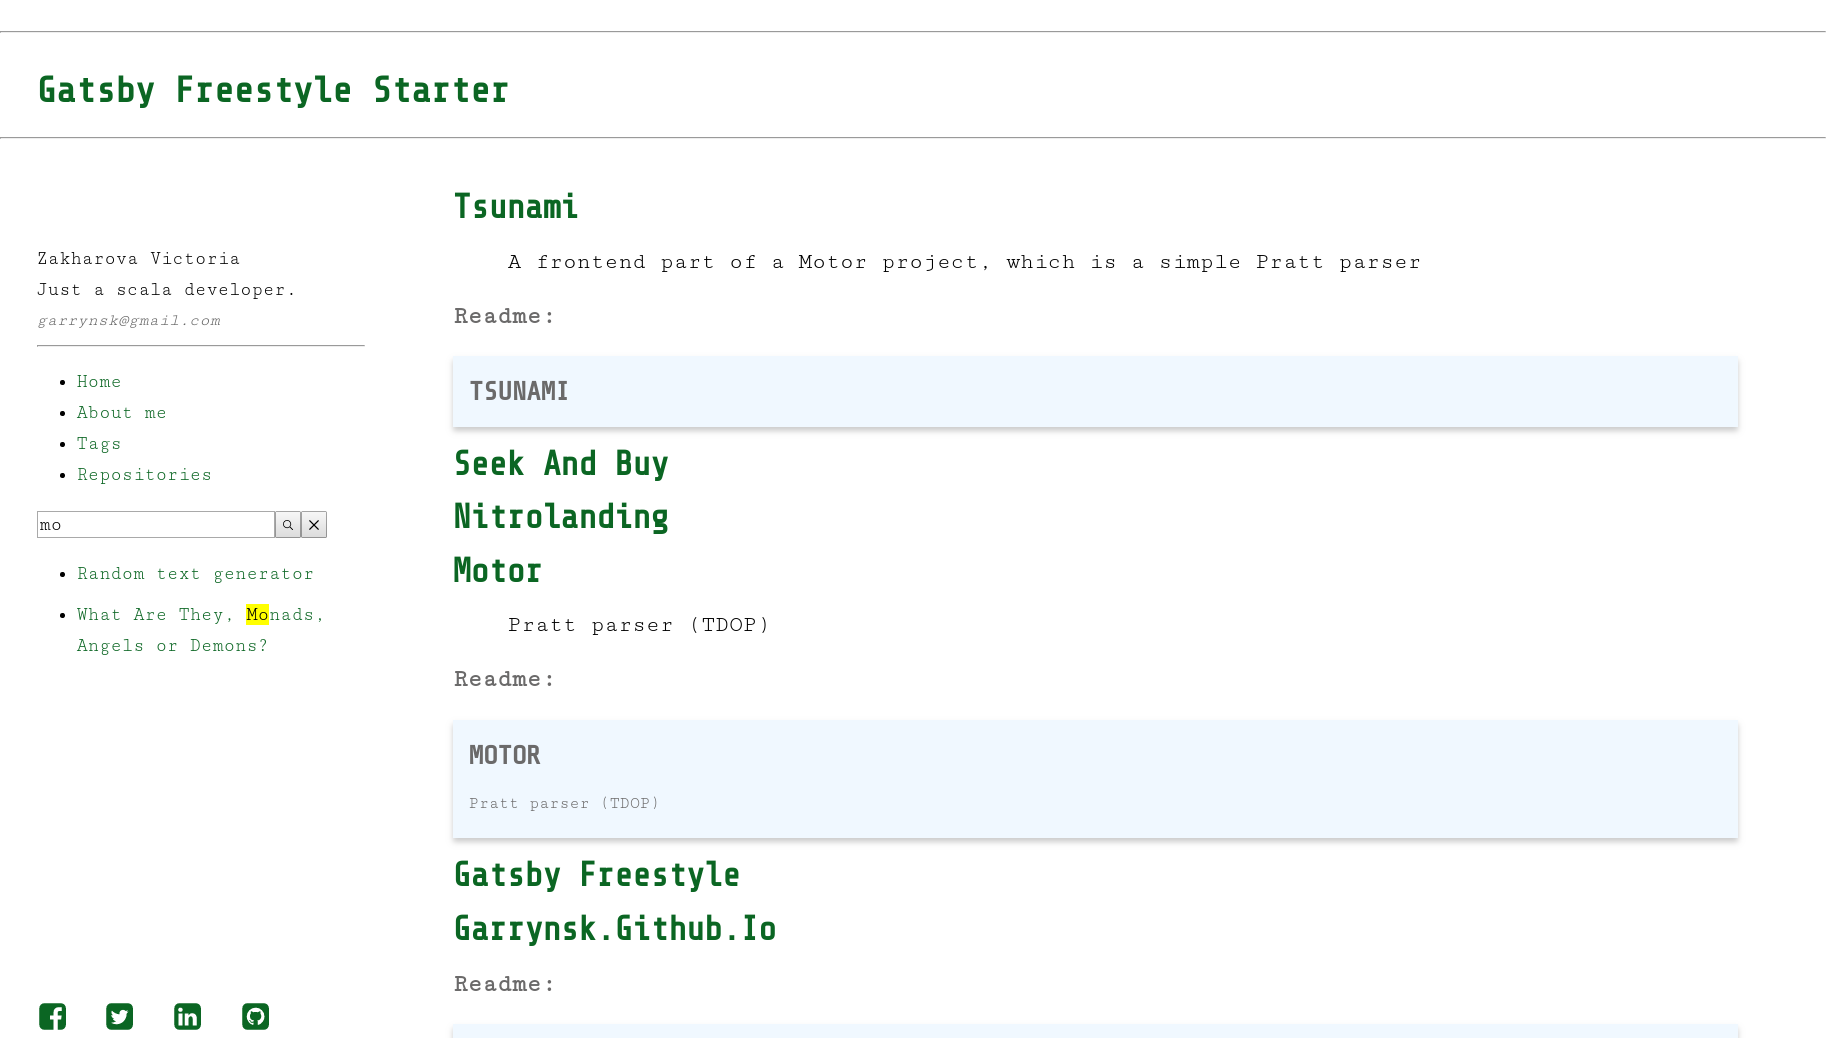 Gatsby Freestyle Starter
Zakharova Victoria
Just a scala developer.
garrynsk@gmail.com
Home
About me
Tags
Repositories
mo
Random text generator
What Are They, Monads,
Angels or Demons?
Tsunami
A frontend part of a Motor project, which is a simple Pratt parser
Readme:
TSUNAMI
Seek And Buy
Nitrolanding
Motor
Pratt parser (TDOP)
Readme:
MOTOR
Pratt parser (TDOP)
Gatsby Freestyle
Garrynsk.Github.Io
Readme: